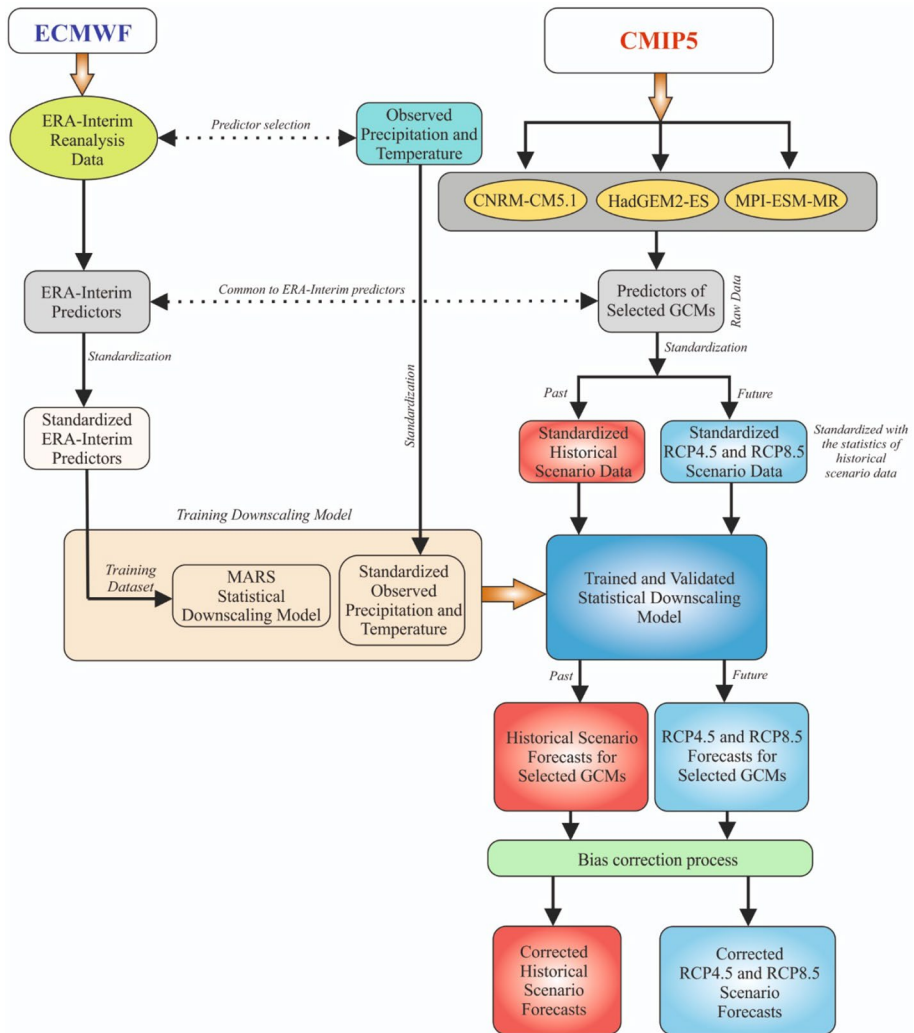 ECMWF
CMIP5
ERA-Interim
Reanalysis
Data
Predictor selection
Observed
Precipitation and
Temperature
CNRM-CM5.1
HadGEM2-ES
MPI-ESM-MR
ERA-Interim
Predictors
Common to ERA-Interim predictors
Predictors of
Selected GCMs
Raw Data
Standardization
Standardization
Standardization
Past
Future
Standardized
ERA-Interim
Predictors
Standardized
Historical
Scenario Data
Standardized
RCP4.5 and RCP8.5
Scenario Data
Standardized with
the statistics of
historical
scenario data
Training Downscaling Model
Training
Dataset
MARS
Statistical
Downscaling Model
Standardized
Observed
Precipitation and
Temperature
Trained and Validated
Statistical Downscaling
Model
Past
Future
Historical Scenario
Forecasts for
Selected GCMs
RCP4.5 and RCP8.5
Forecasts for
Selected GCMs
Bias correction process
Corrected
Historical
Scenario
Forecasts
Corrected
RCP4.5 and RCP8.5
Scenario
Forecasts